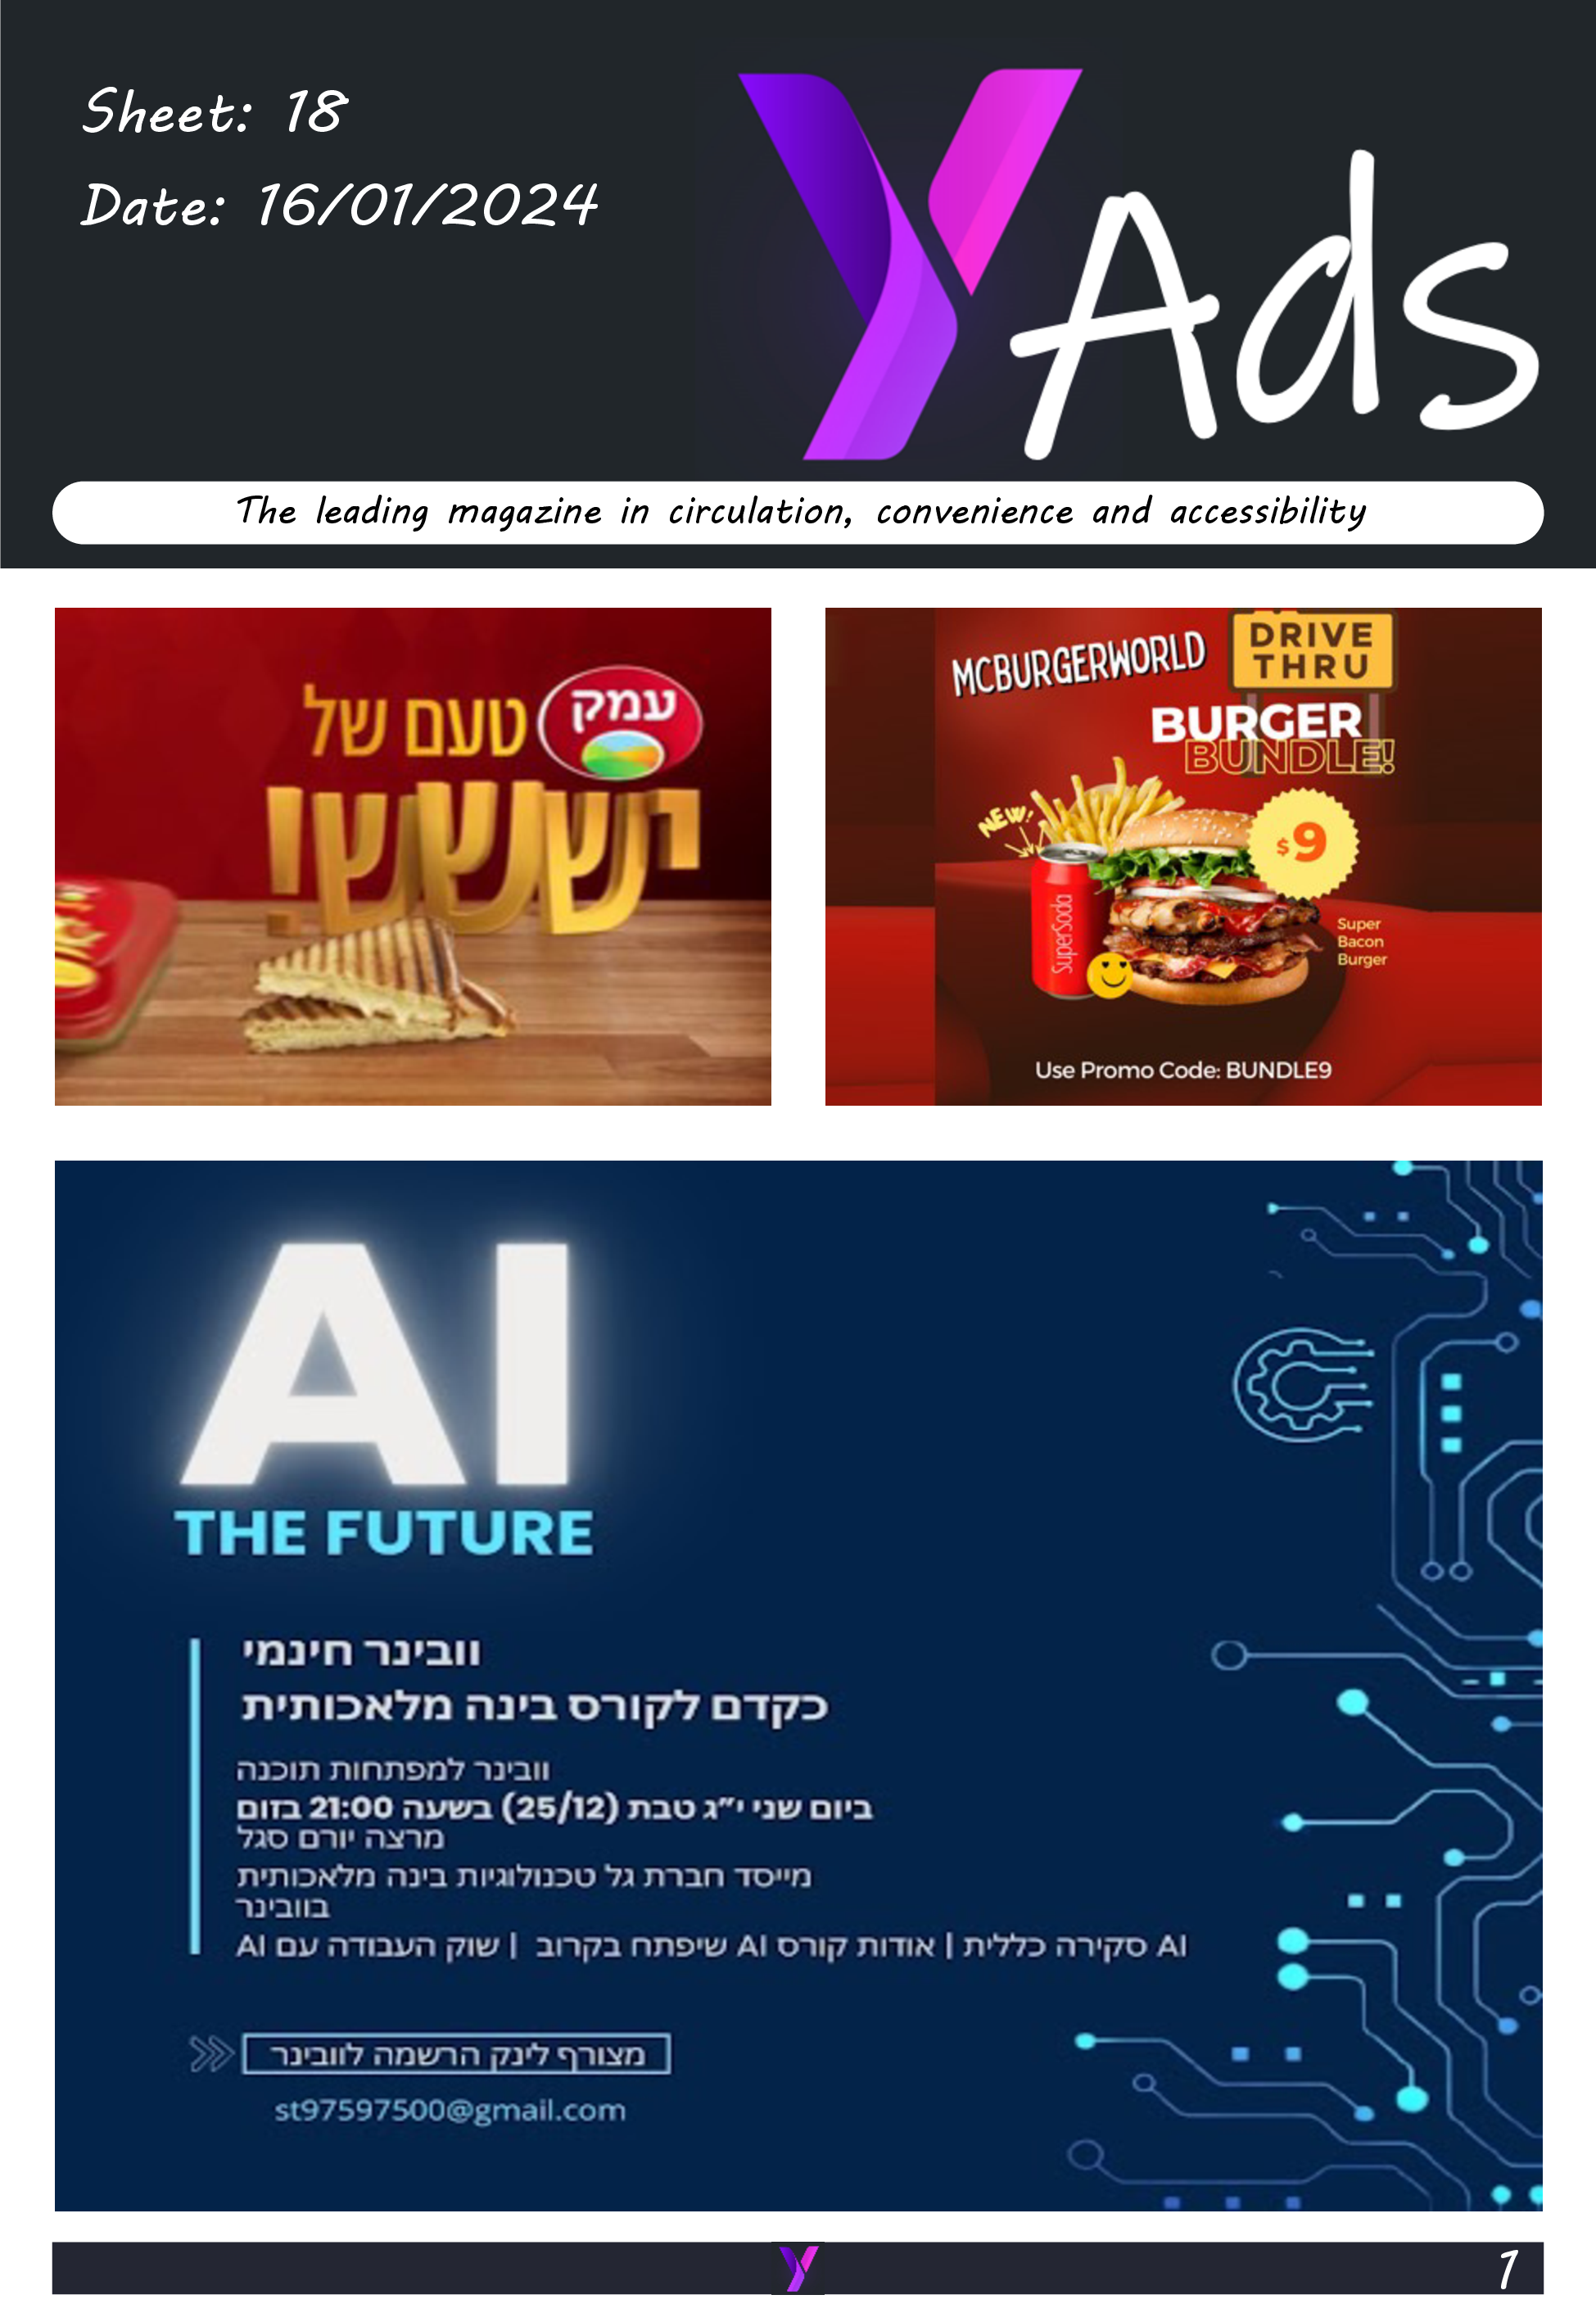 Sheet: 18
Date: 16/01/2024
Y Ads
The leading magazine in circulation, convenience and accessibility
עמק
טעם של
יששש!
MCBURGERWORLD
DRIVE
THRU
BURGER
BUNDLE!
NEW!
$9
SuperSoda
Super
Bacon
Burger
Use Promo Code: BUNDLE9
AI
THE FUTURE
וובינר חינמי
כקדם לקורס בינה מלאכותית
וובינר למפתחות תוכנה
ביום שני י״ג טבת (25/12) בשעה 21:00 בזום
מרצה יורם סגל
מייסד חברת גל טכנולוגיות בינה מלאכותית
בוובינר
AI סקירה כללית | אודות קורס AI שיפתח בקרוב | שוק העבודה עם AI
מצורף לינק הרשמה לוובינר
st97597500@gmail.com
1